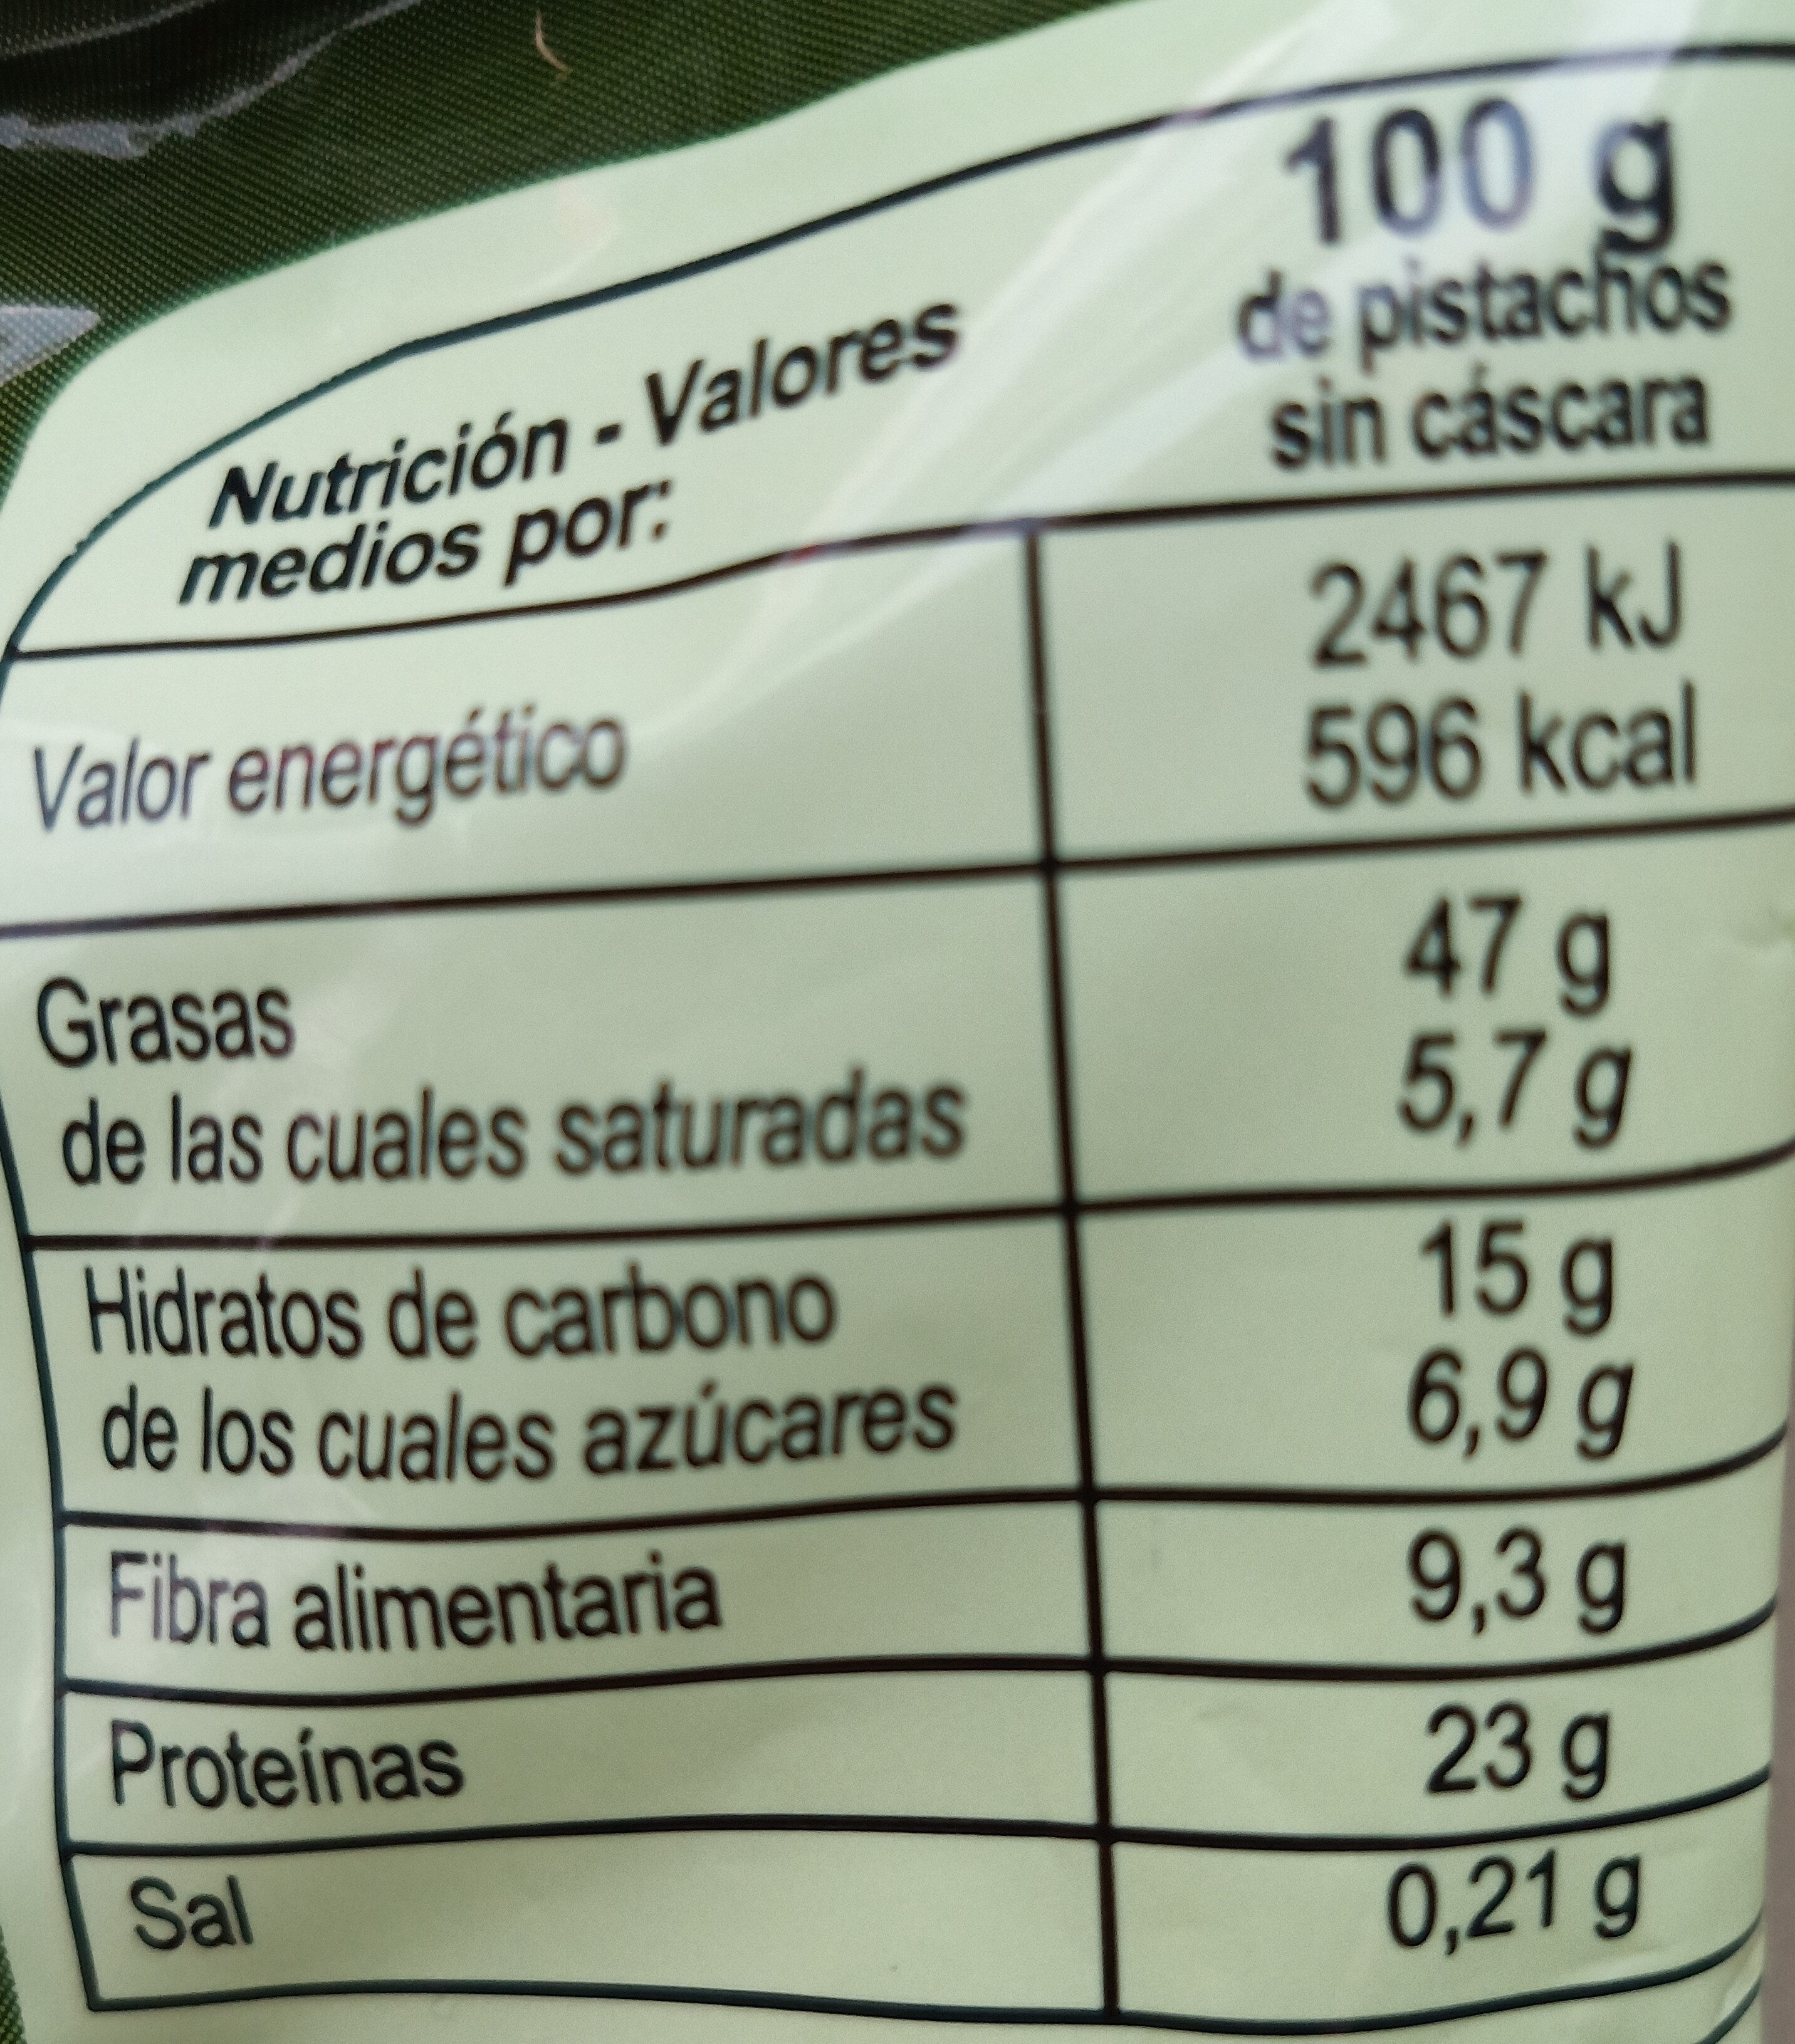 100 g
de pistachos
sin cáscara
Nutrición - Valores
medios por:
Valor energético
2467 kJ
596 kcal
Grasas 47 g
de las cuales saturadas 5,7 g
Hidratos de carbono 15 g
de los cuales azúcares 6,9 g
Fibra alimentaria 9,3 g
Proteínas 23 g
Sal 0,21 g